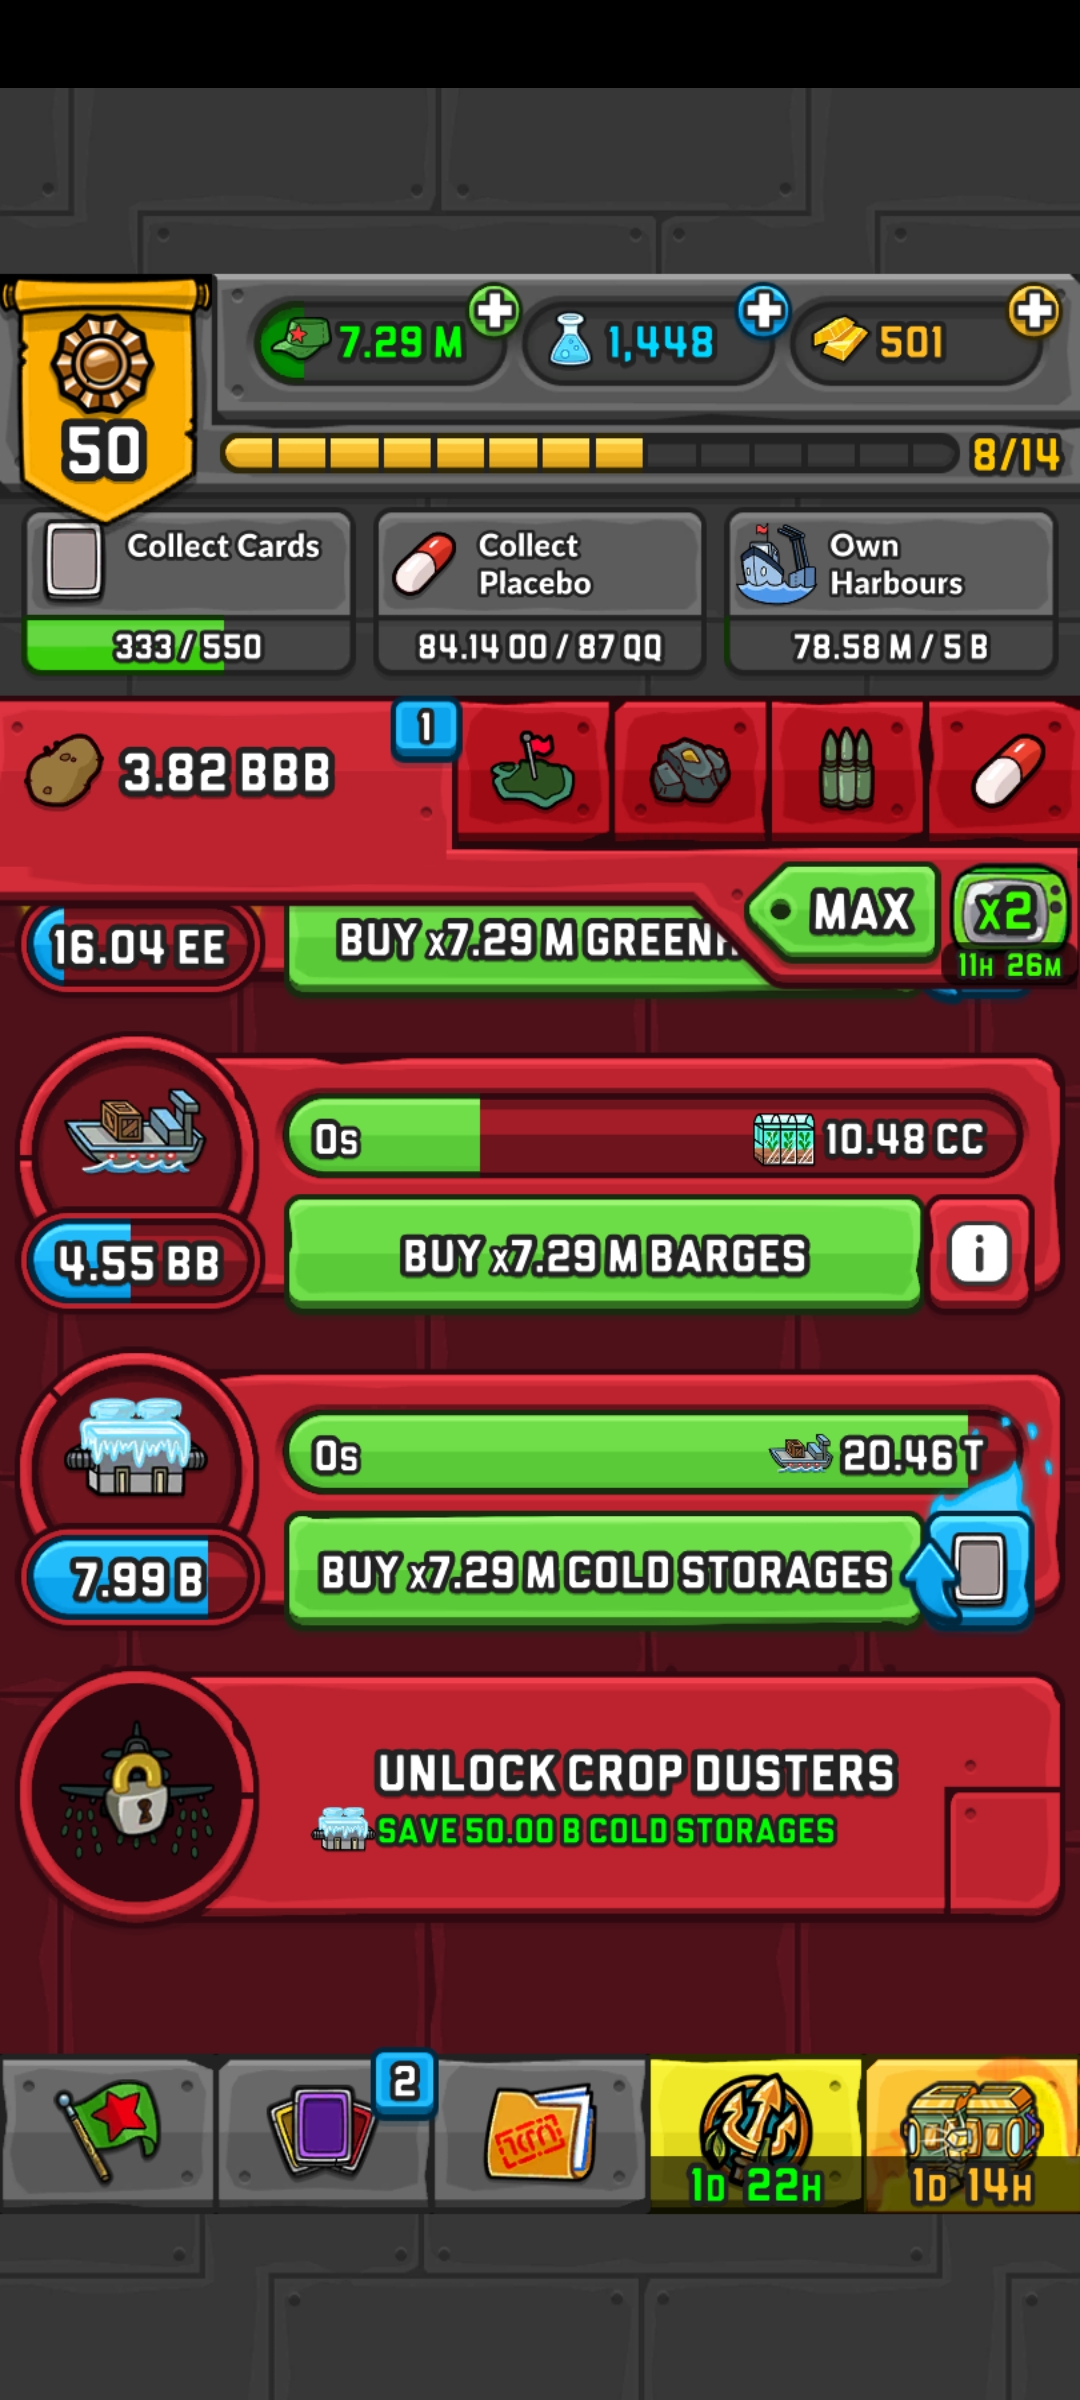 7.29 M
1,448
501
50
8/14
Collect Cards
333/550
Collect
Placebo
84.14 OO / 87 QQ
Own
Harbours
78.58 M / 5 B
3.82 BBB
1
MAX
x2
11H 26M
16.04 EE
BUY x7.29 M GREENH
0s
10.48 CC
4.55 BB
BUY x7.29 M BARGES
i
0s
20.46 T
7.99 B
BUY x7.29 M COLD STORAGES
UNLOCK CROP DUSTERS
SAVE 50.00 B COLD STORAGES
2
1D 22H
1D 14H